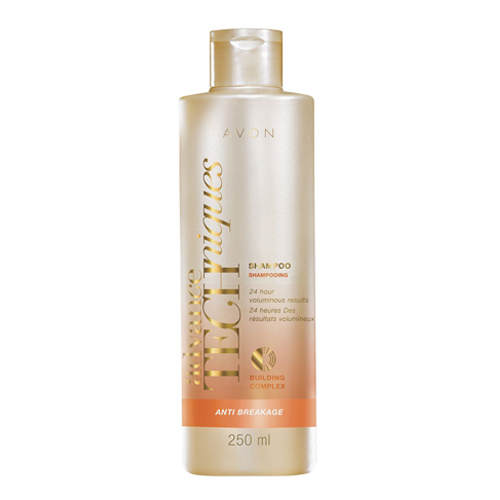 AVON
advance
TECHniques
SHAMPOO
SHAMPOOING
24 hour
voluminous results
24 heures Des
résultats volumineux
BUILDING
COMPLEX
ANTI BREAKAGE
250 ml